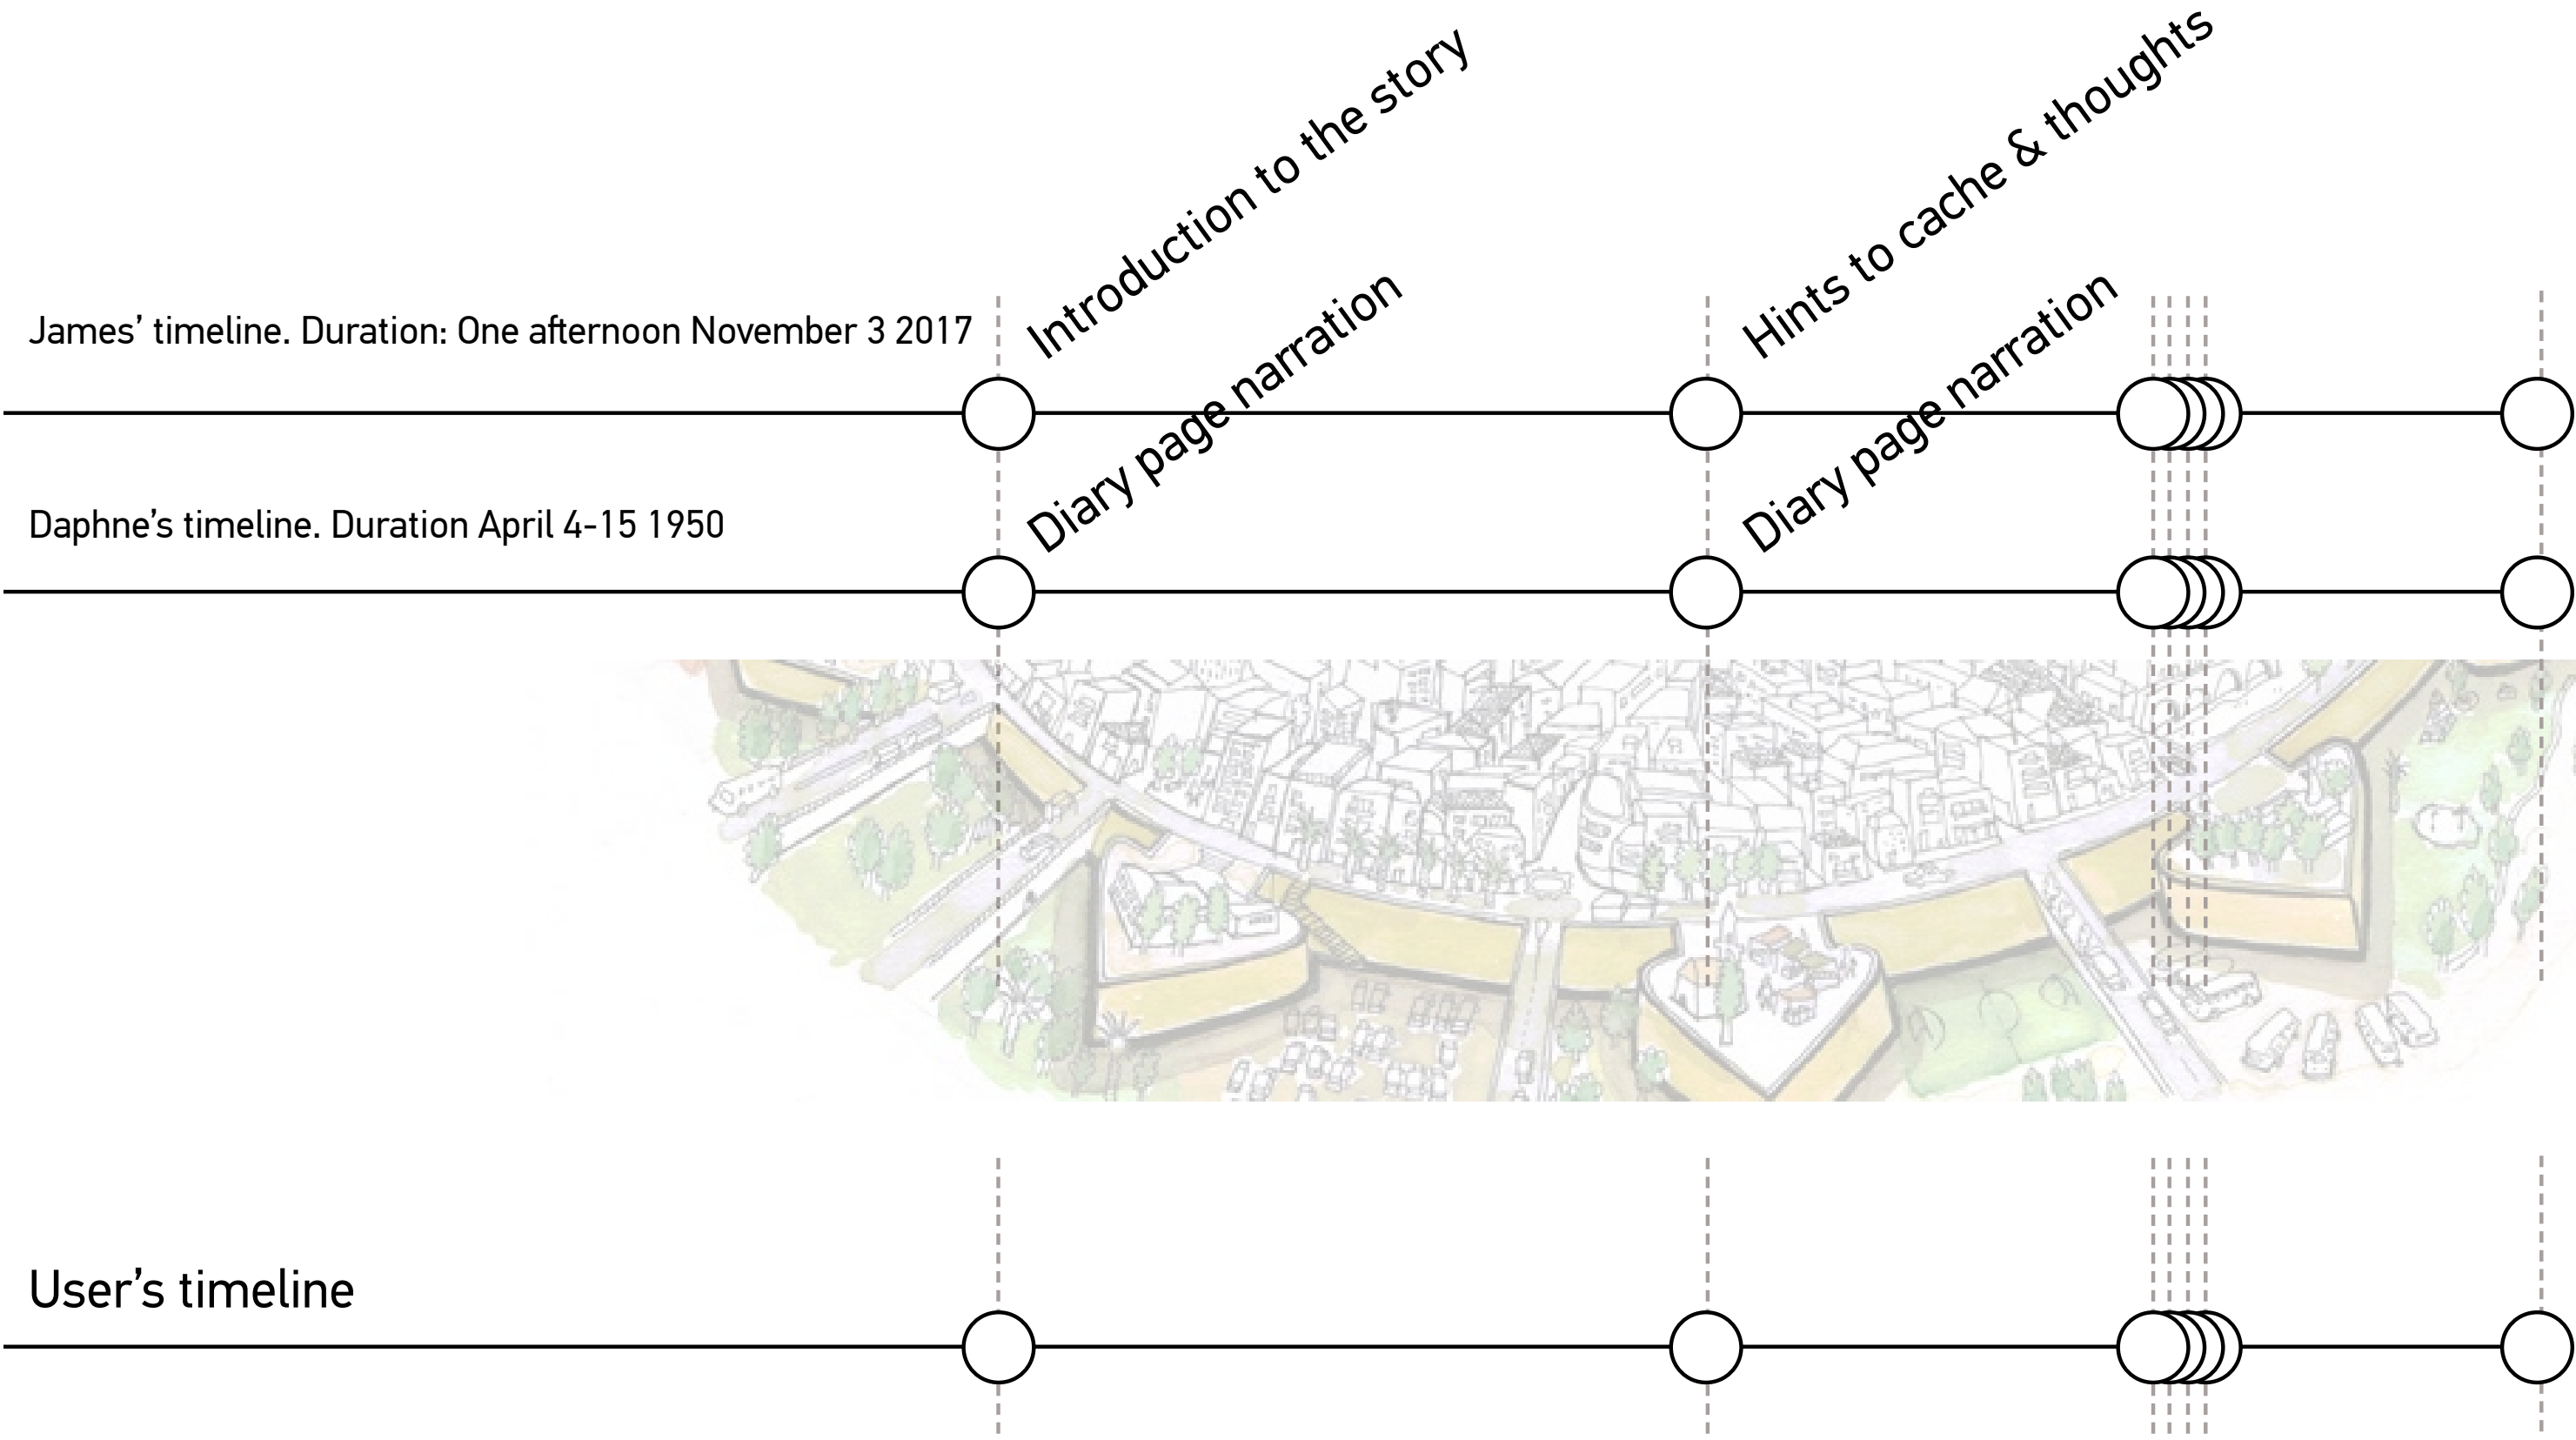 Introduction to the story
Hints to cache & thoughts
James’ timeline. Duration: One afternoon November 3 2017
Diary page narration
Diary page narration
Daphne’s timeline. Duration April 4-15 1950
User’s timeline